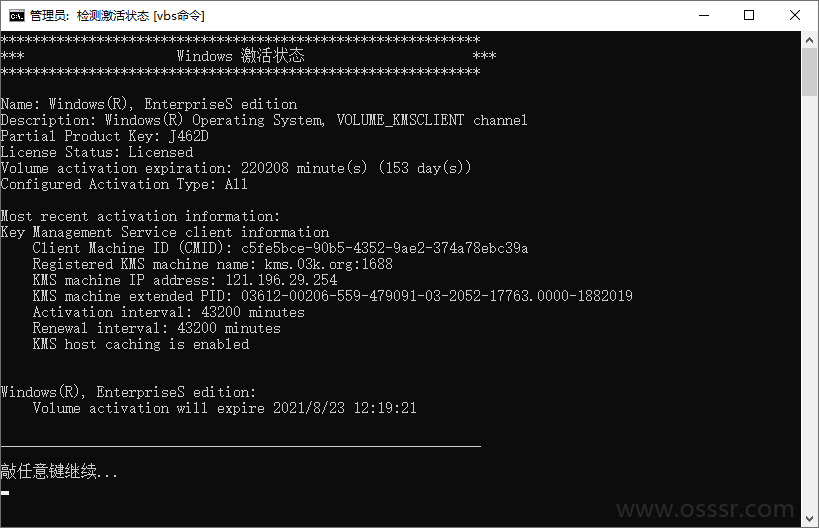 管理员: 检测激活状态 [vbs命令]
************************************************************
*** Windows 激活状态 ***
************************************************************
Name: Windows(R), EnterpriseS edition
Description: Windows(R) Operating System, VOLUME_KMSCLIENT channel
Partial Product Key: J462D
License Status: Licensed
Volume activation expiration: 220208 minute(s) (153 day(s))
Configured Activation Type: All
Most recent activation information:
Key Management Service client information
Client Machine ID (CMID): c5fe5bce-90b5-4352-9ae2-374a78ebc39a
Registered KMS machine name: kms.03k.org:1688
KMS machine IP address: 121.196.29.254
KMS machine extended PID: 03612-00206-559-479091-03-2052-17763.0000-1882019
Activation interval: 43200 minutes
Renewal interval: 43200 minutes
KMS host caching is enabled
Windows(R), EnterpriseS edition:
Volume activation will expire 2021/8/23 12:19:21
____________________________________________________________
敲任意键继续...
www.osssr.com